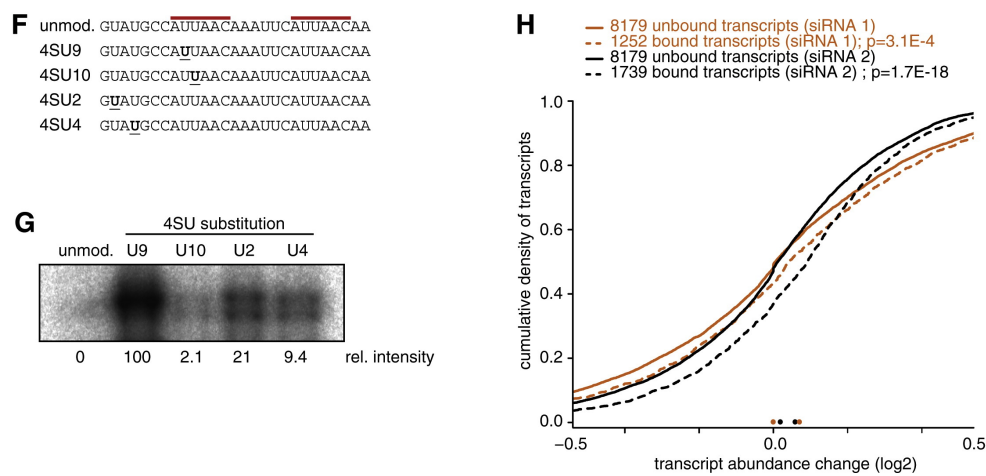 F
unmod. GUAUGCCAUUAACAAAUUCAUUAACAA
4SU9 GUAUGCCAUUAACAAAUUCAUUAACAA
4SU10 GUAUGCCAUUAACAAAUUCAUUAACAA
4SU2 GUAUGCCAUUAACAAAUUCAUUAACAA
4SU4 GUAUGCCAUUAACAAAUUCAUUAACAA
G
4SU substitution
unmod. U9 U10 U2 U4
0 100 2.1 21 9.4 rel. intensity
H
8179 unbound transcripts (siRNA 1)
1252 bound transcripts (siRNA 1); p=3.1E-4
8179 unbound transcripts (siRNA 2)
1739 bound transcripts (siRNA 2) ; p=1.7E-18
cumulative density of transcripts
1.0
0.8
0.6
0.4
0.2
0.0
−0.5 0.0 0.5
transcript abundance change (log2)